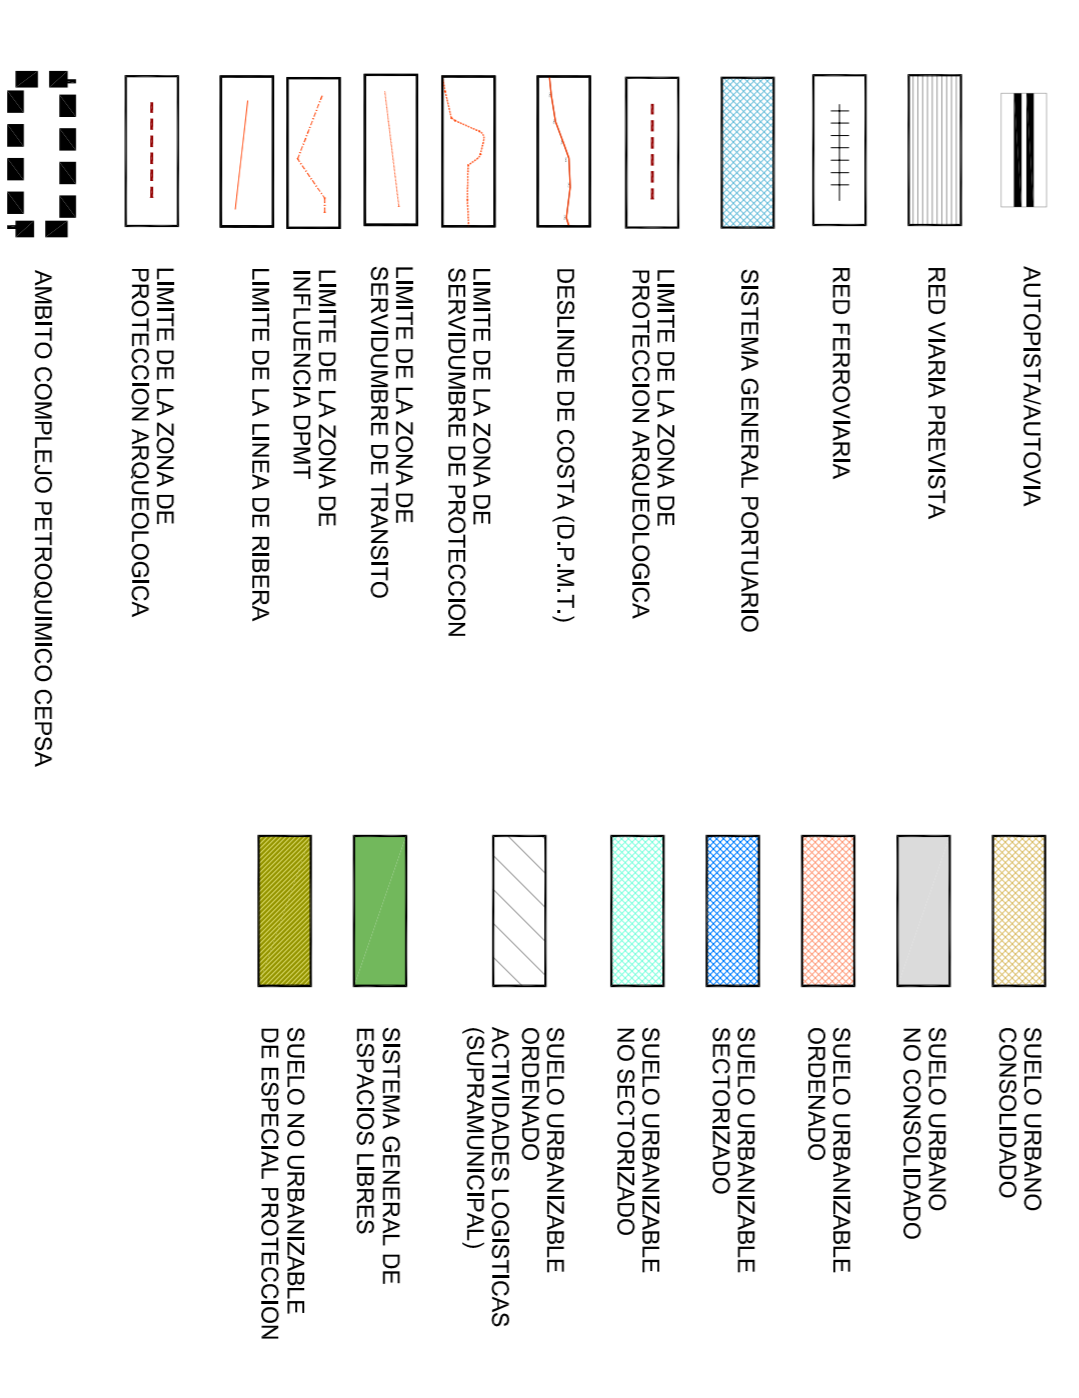 AUTOPISTA/AUTOVIA
RED VIARIA PREVISTA
RED FERROVIARIA
SISTEMA GENERAL PORTUARIO
LIMITE DE LA ZONA DE
PROTECCION ARQUEOLOGICA
DESLINDE DE COSTA (D.P.M.T.)
LIMITE DE LA ZONA DE
SERVIDUMBRE DE PROTECCION
LIMITE DE LA ZONA DE
SERVIDUMBRE DE TRANSITO
LIMITE DE LA ZONA DE
INFLUENCIA DPMT
LIMITE DE LA LINEA DE RIBERA
LIMITE DE LA ZONA DE
PROTECCION ARQUEOLOGICA
AMBITO COMPLEJO PETROQUIMICO CEPSA
SUELO URBANO
CONSOLIDADO
SUELO URBANO
NO CONSOLIDADO
SUELO URBANIZABLE
ORDENADO
SUELO URBANIZABLE
SECTORIZADO
SUELO URBANIZABLE
NO SECTORIZADO
SUELO URBANIZABLE
ORDENADO
ACTIVIDADES LOGISTICAS
(SUPRAMUNICIPAL)
SISTEMA GENERAL DE
ESPACIOS LIBRES
SUELO NO URBANIZABLE
DE ESPECIAL PROTECCION